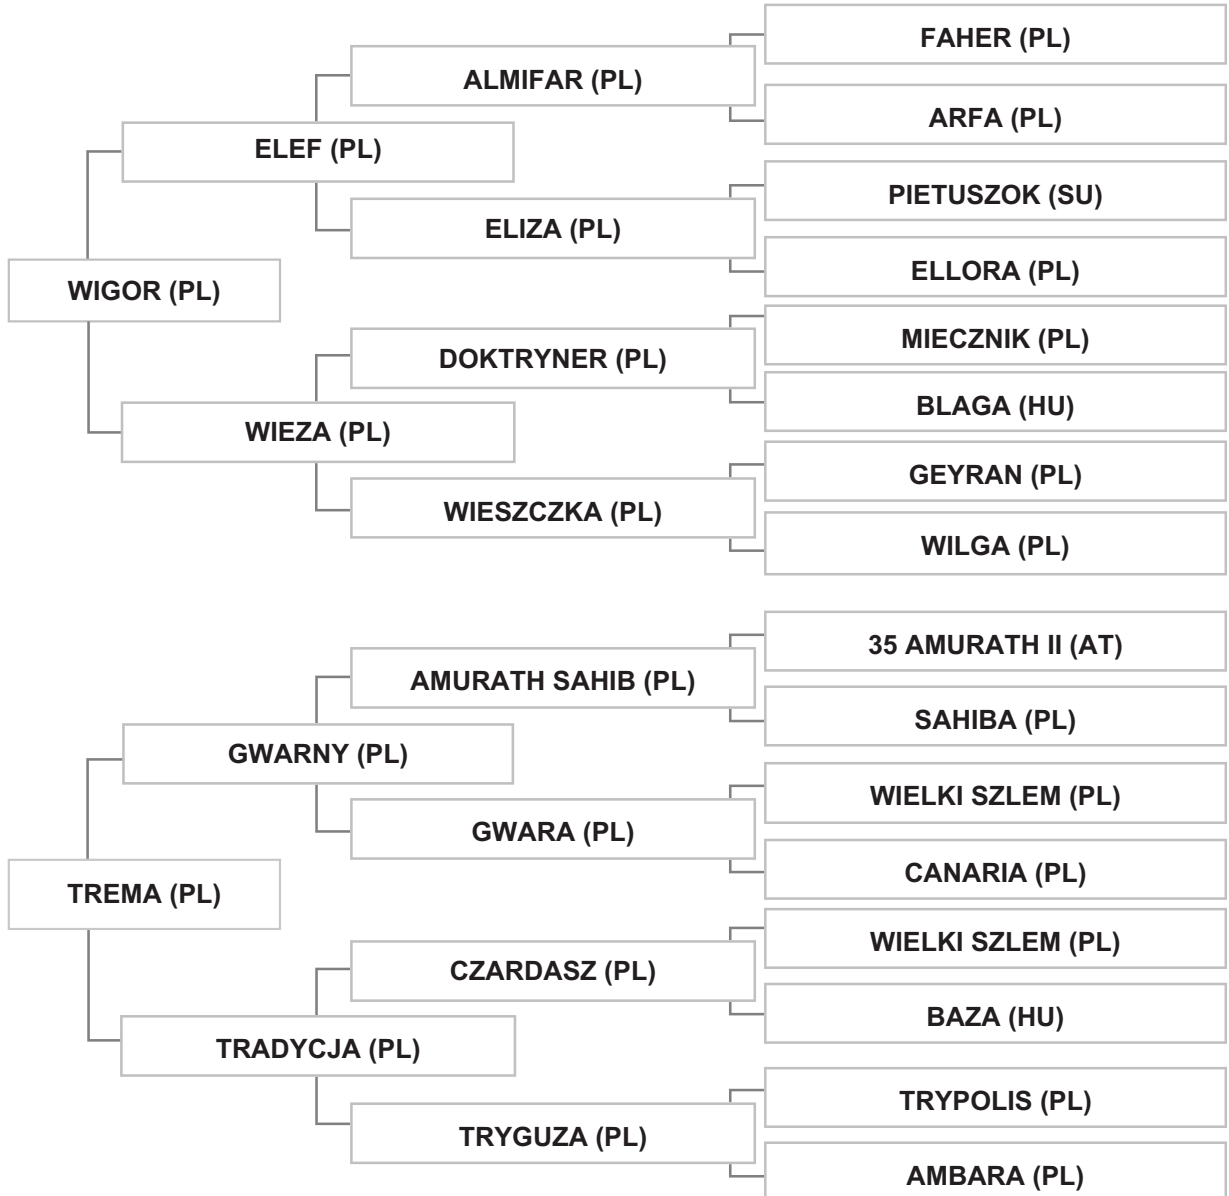 FAHER (PL)
ALMIFAR (PL)
ARFA (PL)
ELEF (PL)
PIETUSZOK (SU)
ELIZA (PL)
ELLORA (PL)
WIGOR (PL)
MIECZNIK (PL)
DOKTRYNER (PL)
BLAGA (HU)
WIEZA (PL)
GEYRAN (PL)
WIESZCZKA (PL)
WILGA (PL)
35 AMURATH II (AT)
AMURATH SAHIB (PL)
SAHIBA (PL)
GWARNY (PL)
WIELKI SZLEM (PL)
GWARA (PL)
CANARIA (PL)
TREMA (PL)
WIELKI SZLEM (PL)
CZARDASZ (PL)
BAZA (HU)
TRADYCJA (PL)
TRYPOLIS (PL)
TRYGUZA (PL)
AMBARA (PL)